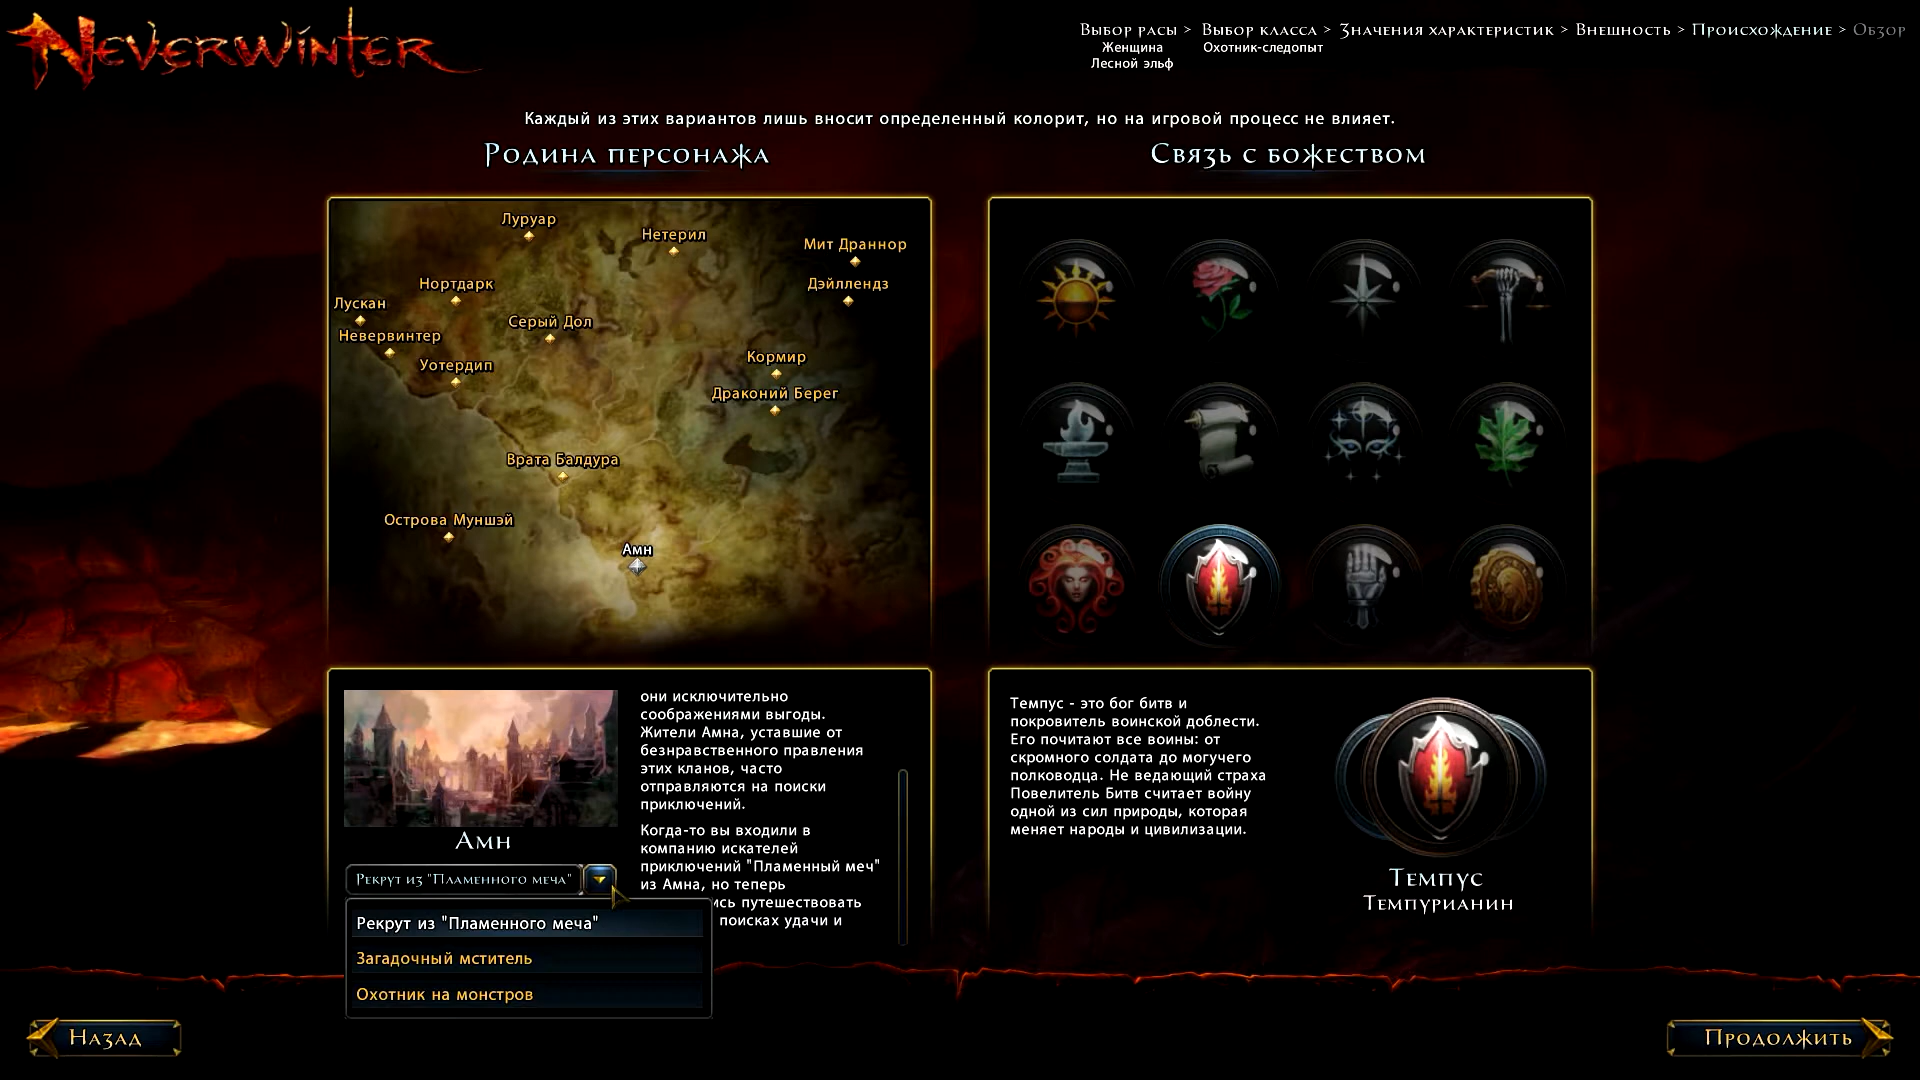 NEVERWINTER
Выбор расы > Выбор класса > Значения характеристик > Внешность > Происхождение > Обзор
Женщина
Лесной эльф
Охотник-следопыт
Каждый из этих вариантов лишь вносит определенный колорит, но на игровой процесс не влияет.
Родина персонажа
Связь с божеством
Луруар
Нетерил
Мит Драннор
Нортдарк
Дэйллендз
Лускан
Серый Дол
Невервинтер
Уотердип
Кормир
Драконий Берег
Врата Балдура
Острова Муншэй
Амн
они исключительно
соображениями выгоды.
Жители Амна, уставшие от
безнравственного правления
этих кланов, часто
отправляются на поиски
приключений.
Когда-то вы входили в
компанию искателей
приключений "Пламенный меч"
из Амна, но теперь
ись путешествовать
поисках удачи и
Амн
Рекрут из "Пламенного меча"
Рекрут из "Пламенного меча"
Загадочный мститель
Охотник на монстров
Темпус - это бог битв и
покровитель воинской доблести.
Его почитают все воины: от
скромного солдата до могучего
полководца. Не ведающий страха
Повелитель Битв считает войну
одной из сил природы, которая
меняет народы и цивилизации.
Темпус
Темпурианин
Назад
Продолжить